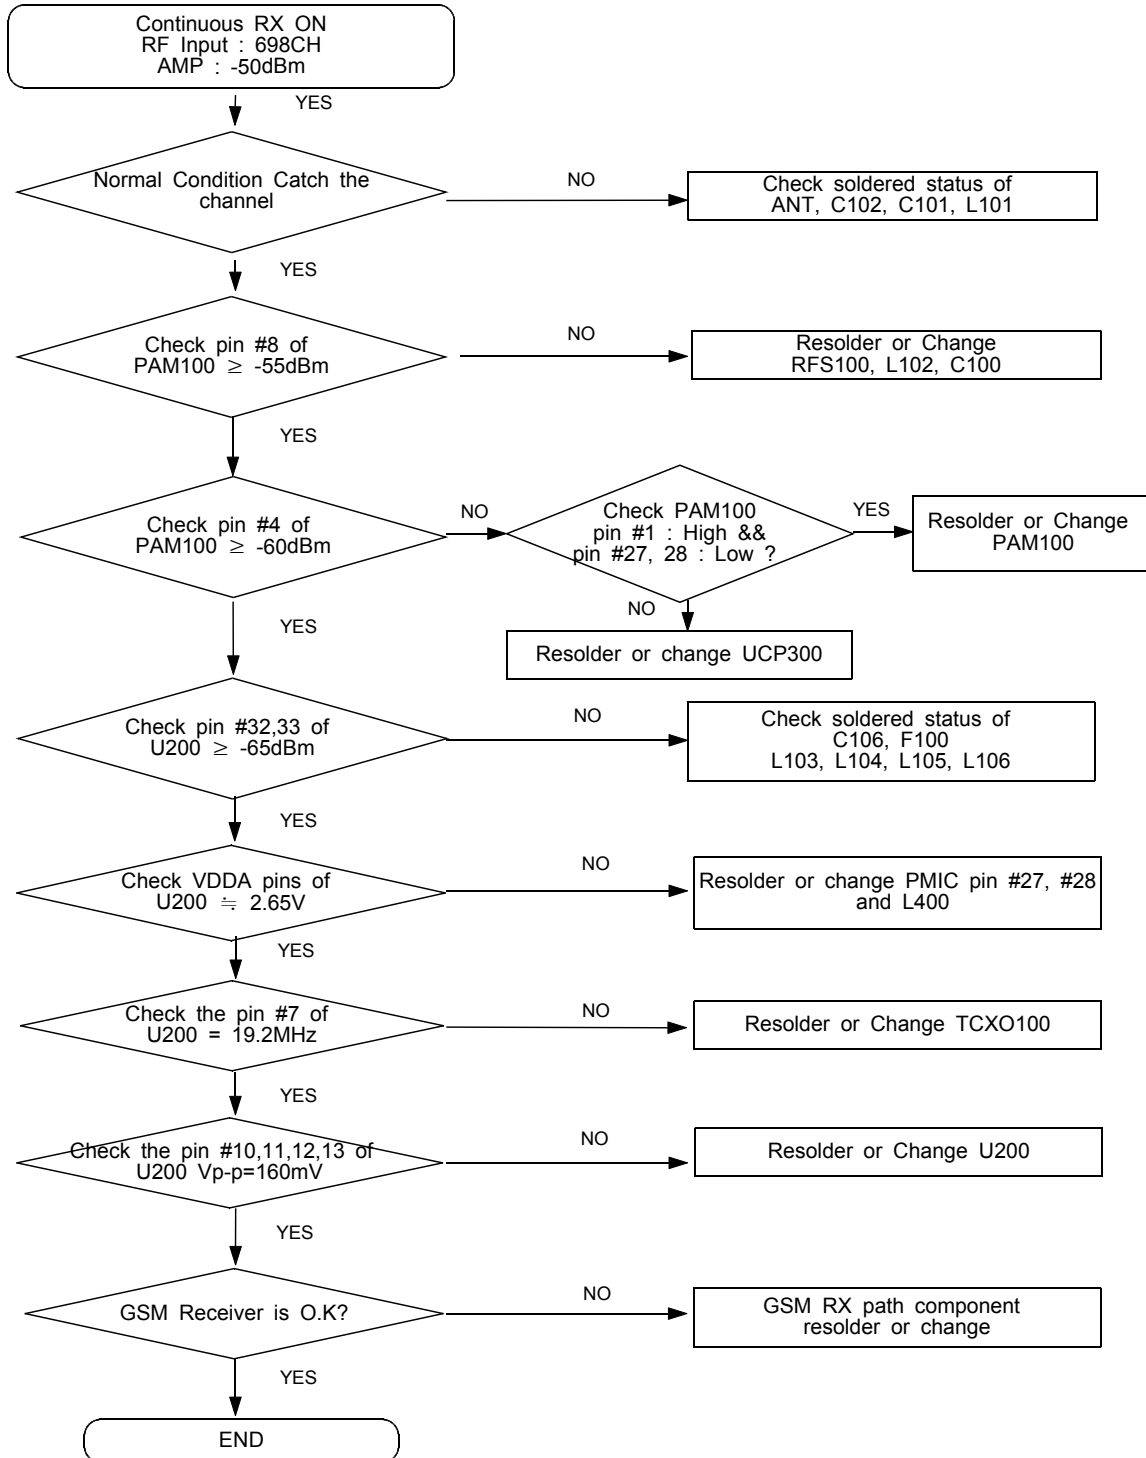 Continuous RX ON
RF Input : 698CH
AMP : -50dBm
YES
Normal Condition Catch the
channel
NO
Check soldered status of
ANT, C102, C101, L101
YES
Check pin #8 of
PAM100 ≥ -55dBm
NO
Resolder or Change
RFS100, L102, C100
YES
Check pin #4 of
PAM100 ≥ -60dBm
NO
Check PAM100
pin #1 : High &&
pin #27, 28 : Low ?
YES
Resolder or Change
PAM100
NO
Resolder or change UCP300
YES
Check pin #32,33 of
U200 ≥ -65dBm
NO
Check soldered status of
C106, F100
L103, L104, L105, L106
YES
Check VDDA pins of
U200 ≒ 2.65V
NO
Resolder or change PMIC pin #27, #28
and L400
YES
Check the pin #7 of
U200 = 19.2MHz
NO
Resolder or Change TCXO100
YES
Check the pin #10,11,12,13 of
U200 Vp-p=160mV
NO
Resolder or Change U200
YES
GSM Receiver is O.K?
NO
GSM RX path component
resolder or change
YES
END